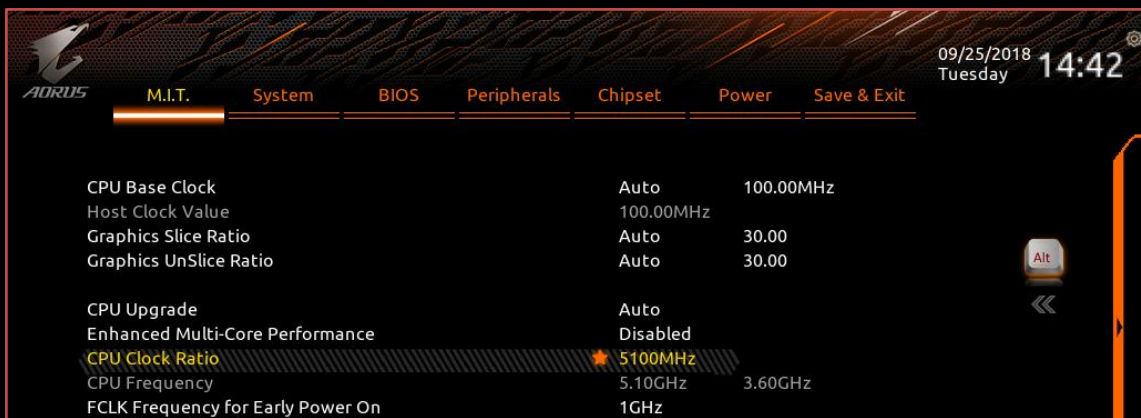 09/25/2018 14:42
Tuesday
AORUS
M.I.T. System BIOS Peripherals Chipset Power Save & Exit
CPU Base Clock Auto 100.00MHz
Host Clock Value 100.00MHz
Graphics Slice Ratio Auto 30.00
Graphics UnSlice Ratio Auto 30.00
Alt
CPU Upgrade Auto
Enhanced Multi-Core Performance Disabled
CPU Clock Ratio 5100MHz
CPU Frequency 5.10GHz 3.60GHz
FCLK Frequency for Early Power On 1GHz